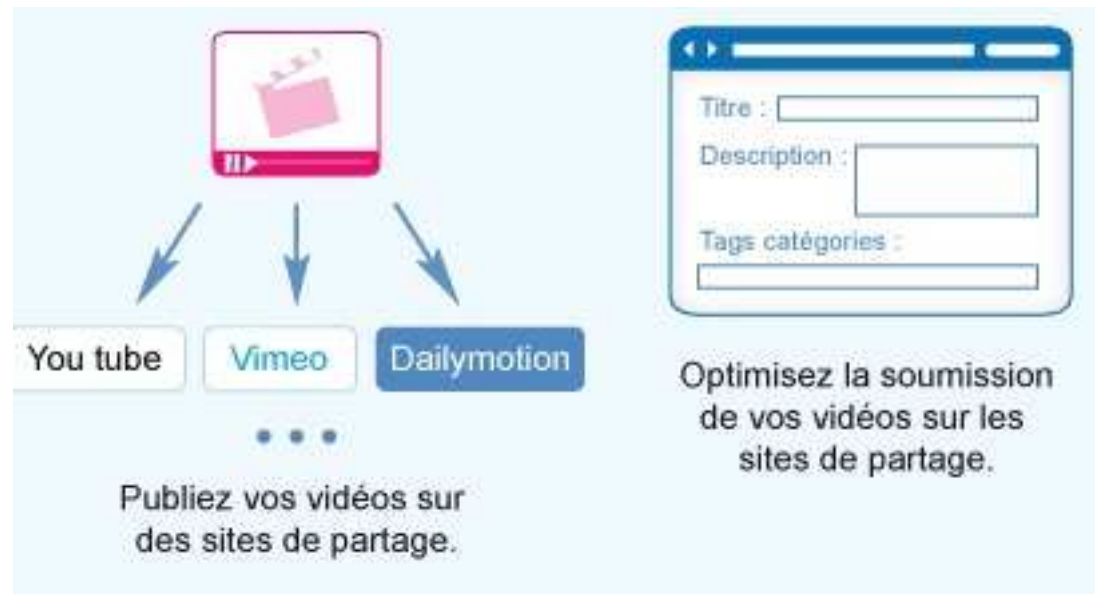 You tube
Vimeo
Dailymotion
Publiez vos vidéos sur
des sites de partage.
Titre :
Description :
Tags catégories :
Optimisez la soumission
de vos vidéos sur les
sites de partage.